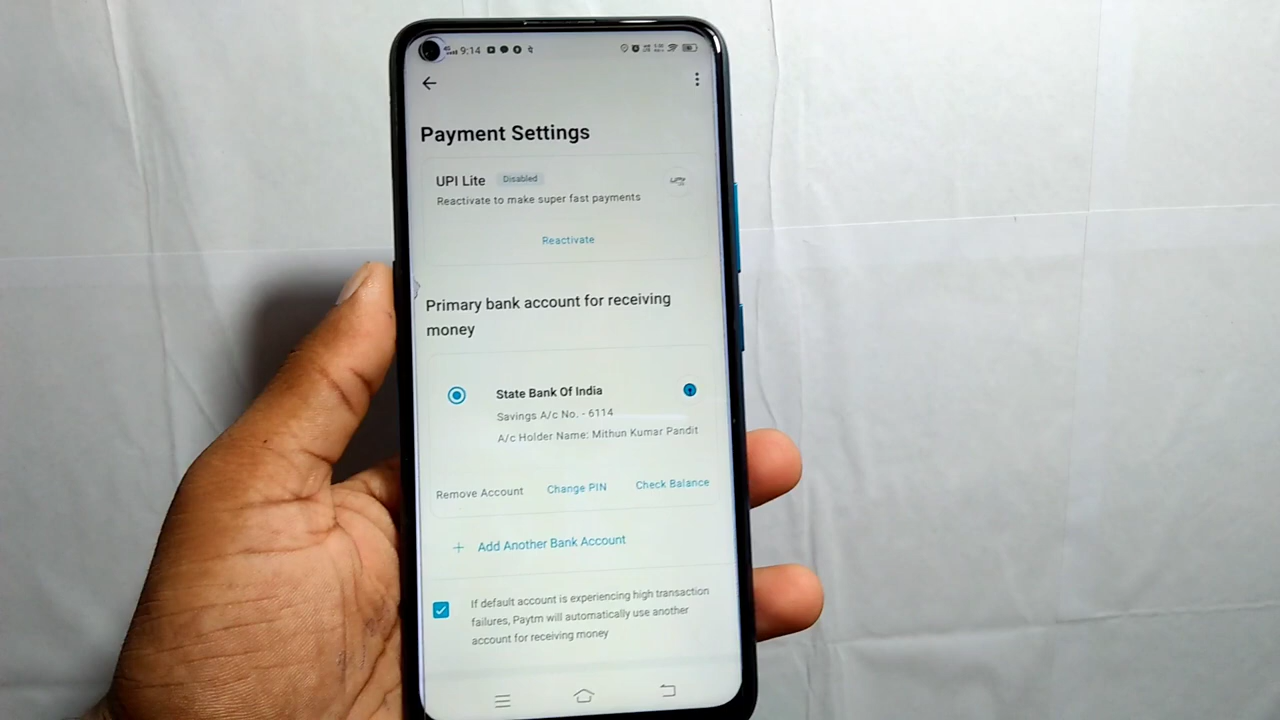 4G 9:14
Payment Settings
UPI Lite Disabled
Reactivate to make super fast payments
Reactivate
Primary bank account for receiving
money
State Bank Of India
Savings A/c No. - 6114
A/c Holder Name: Mithun Kumar Pandit
Remove Account Change PIN Check Balance
+ Add Another Bank Account
If default account is experiencing high transaction
failures, Paytm will automatically use another
account for receiving money